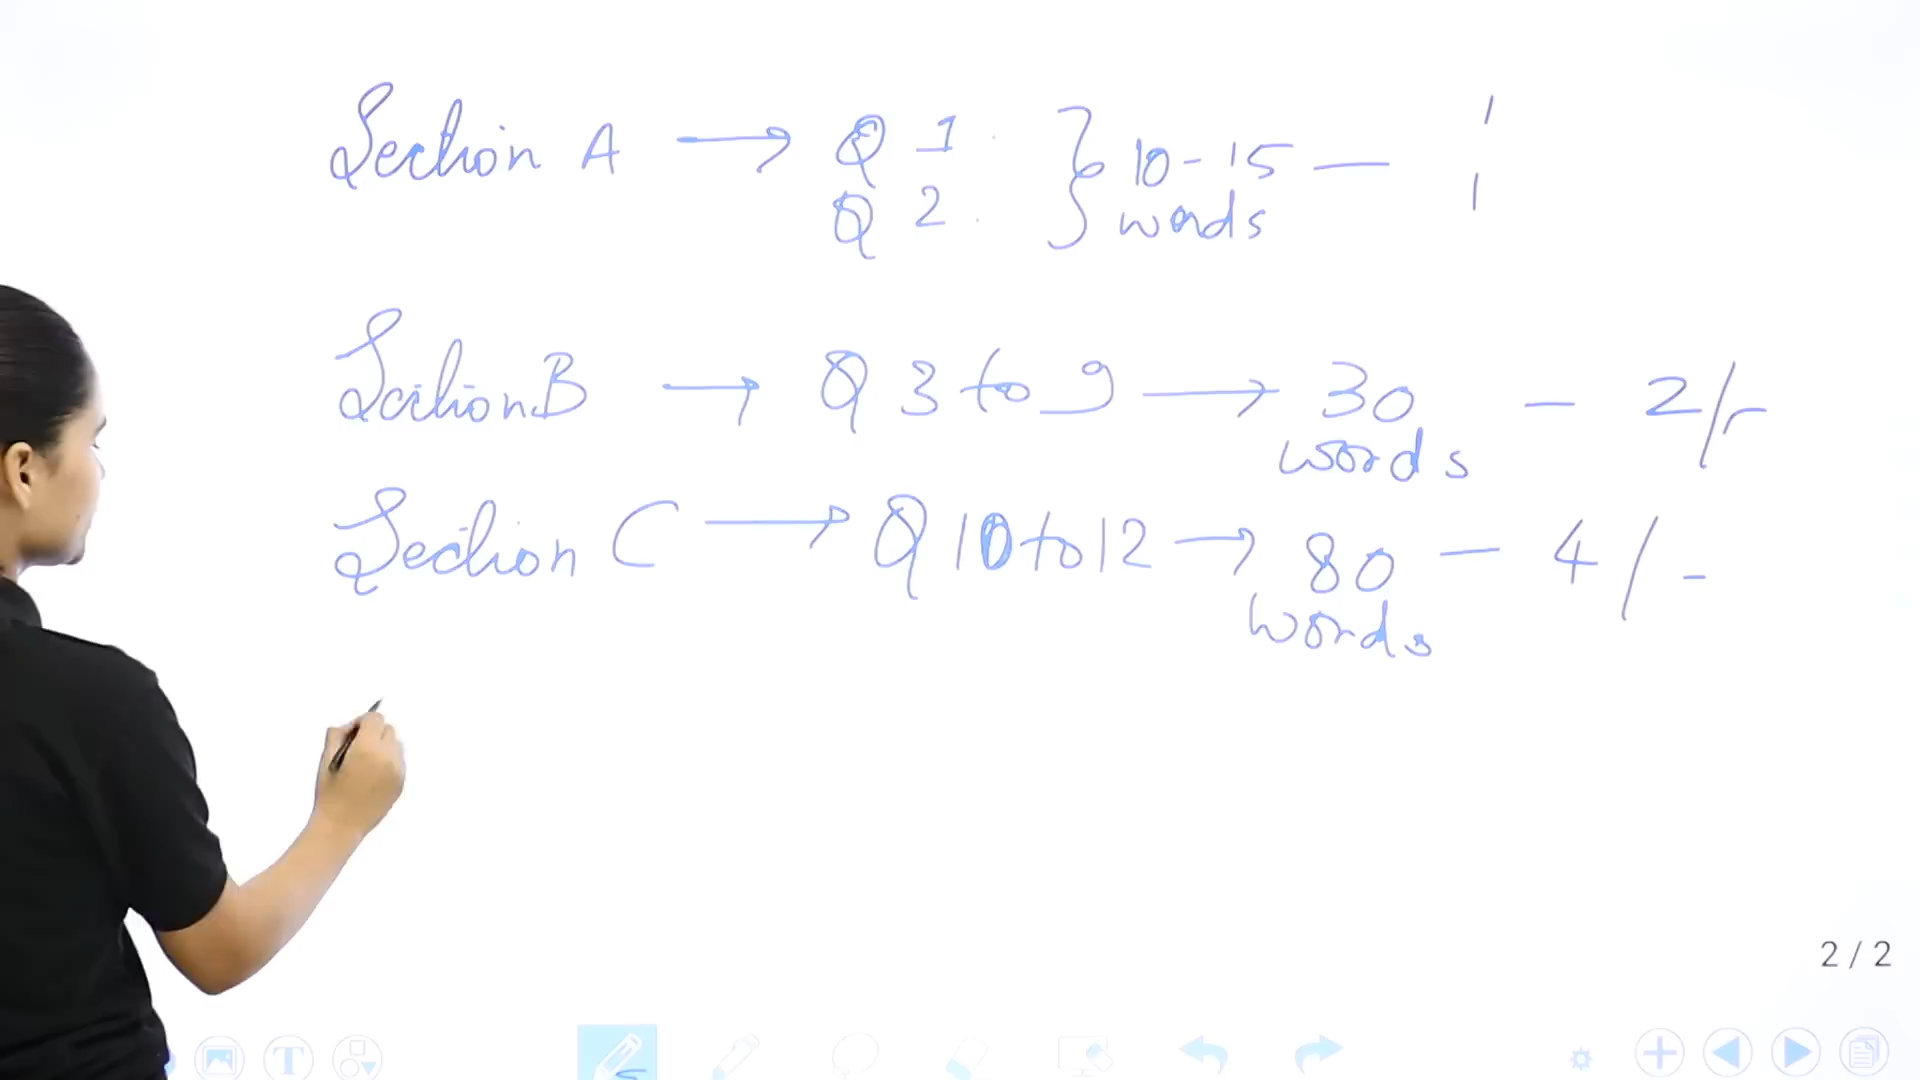 Section A → Q 1 } 10-15 — 1
Q 2 words 1
Section B → Q 3 to 9 → 30 — 2/-
words
Section C → Q 10 to 12 → 80 — 4/-
words
2 / 2
T